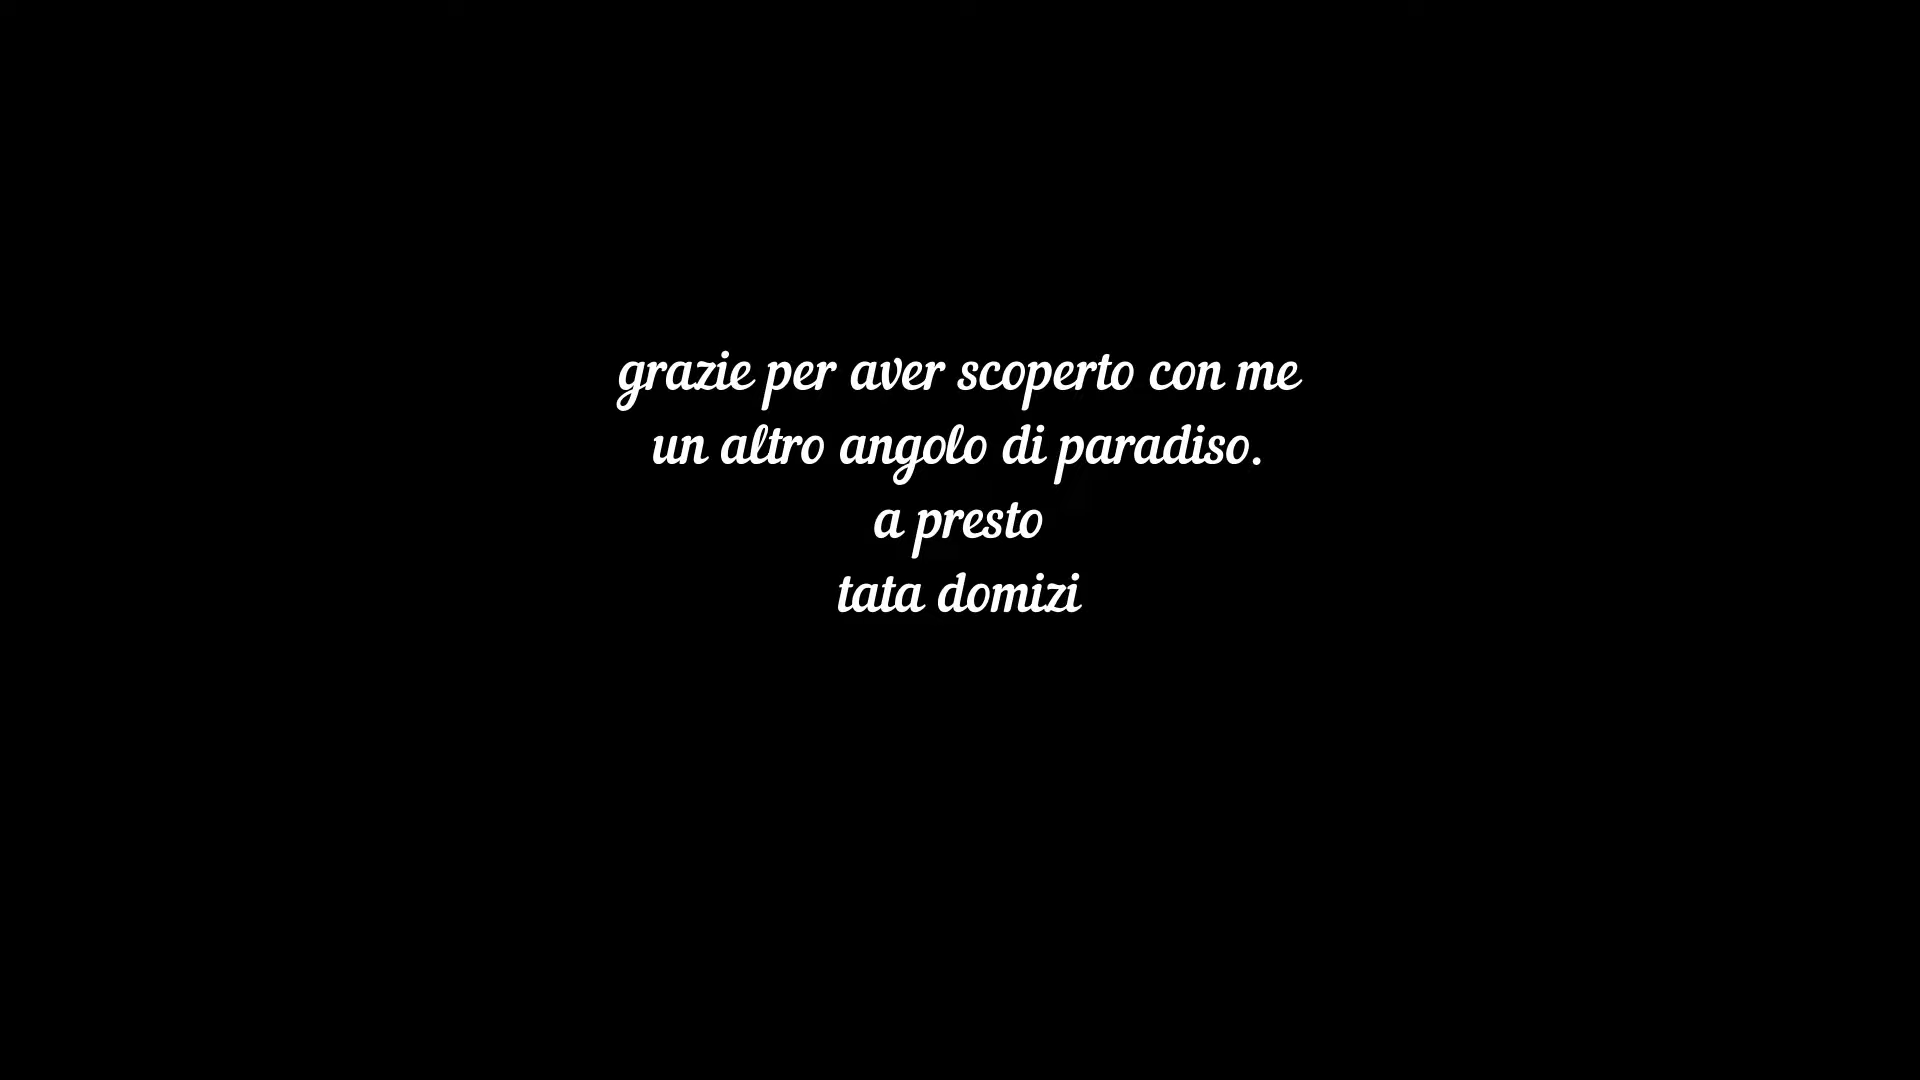 grazie per aver scoperto con me
un altro angolo di paradiso.
a presto
tata domizi